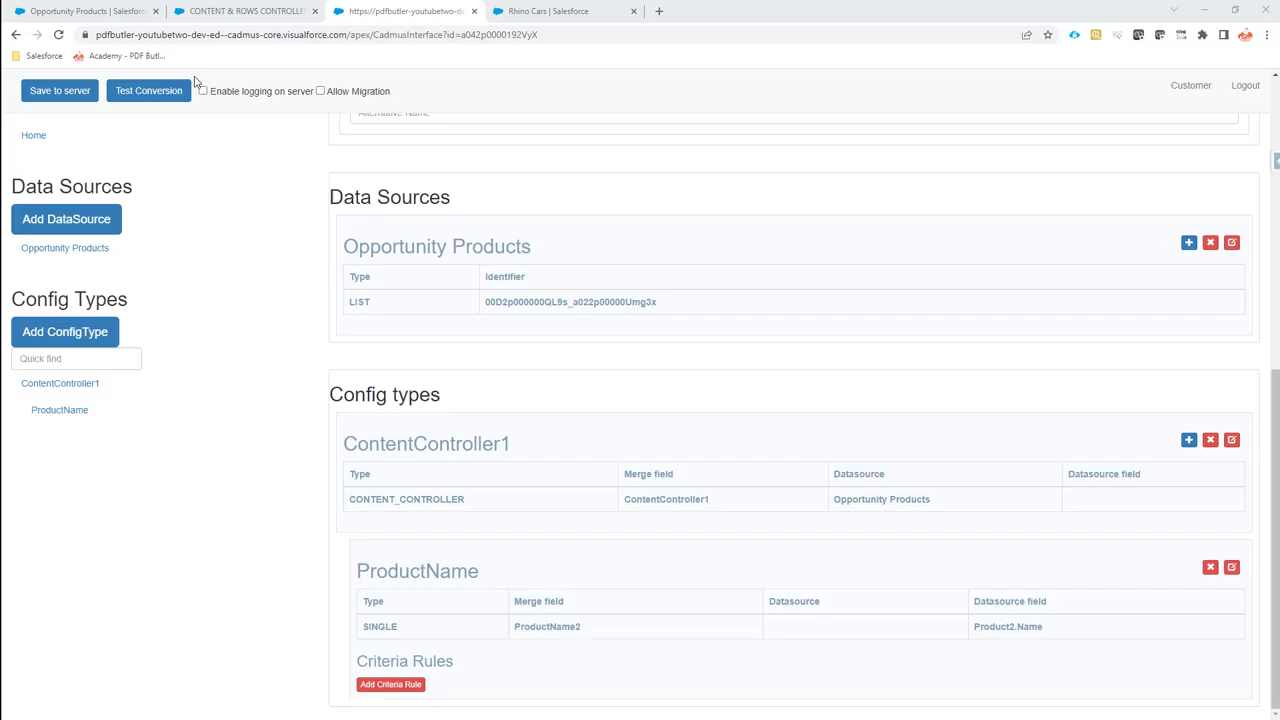 Opportunity Products | Salesforc
CONTENT & ROWS CONTROLLE
https://pdfbutler-youtubetwo-de
Rhino Cars | Salesforce
pdfbutler-youtubetwo-dev-ed--cadmus-core.visualforce.com/apex/CadmusInterface?id=a042p0000192VyX
Salesforce
Academy - PDF Butl...
Save to server
Test Conversion
Enable logging on server
Allow Migration
Customer
Logout
Alternative Name
Home
Data Sources
Add DataSource
Opportunity Products
Config Types
Add ConfigType
Quick find
ContentController1
ProductName
Data Sources
Opportunity Products
Type Identifier
LIST 00D2p000000QL9s_a022p00000Umg3x
Config types
ContentController1
Type Merge field Datasource Datasource field
CONTENT_CONTROLLER ContentController1 Opportunity Products
ProductName
Type Merge field Datasource Datasource field
SINGLE ProductName2 Product2.Name
Criteria Rules
Add Criteria Rule